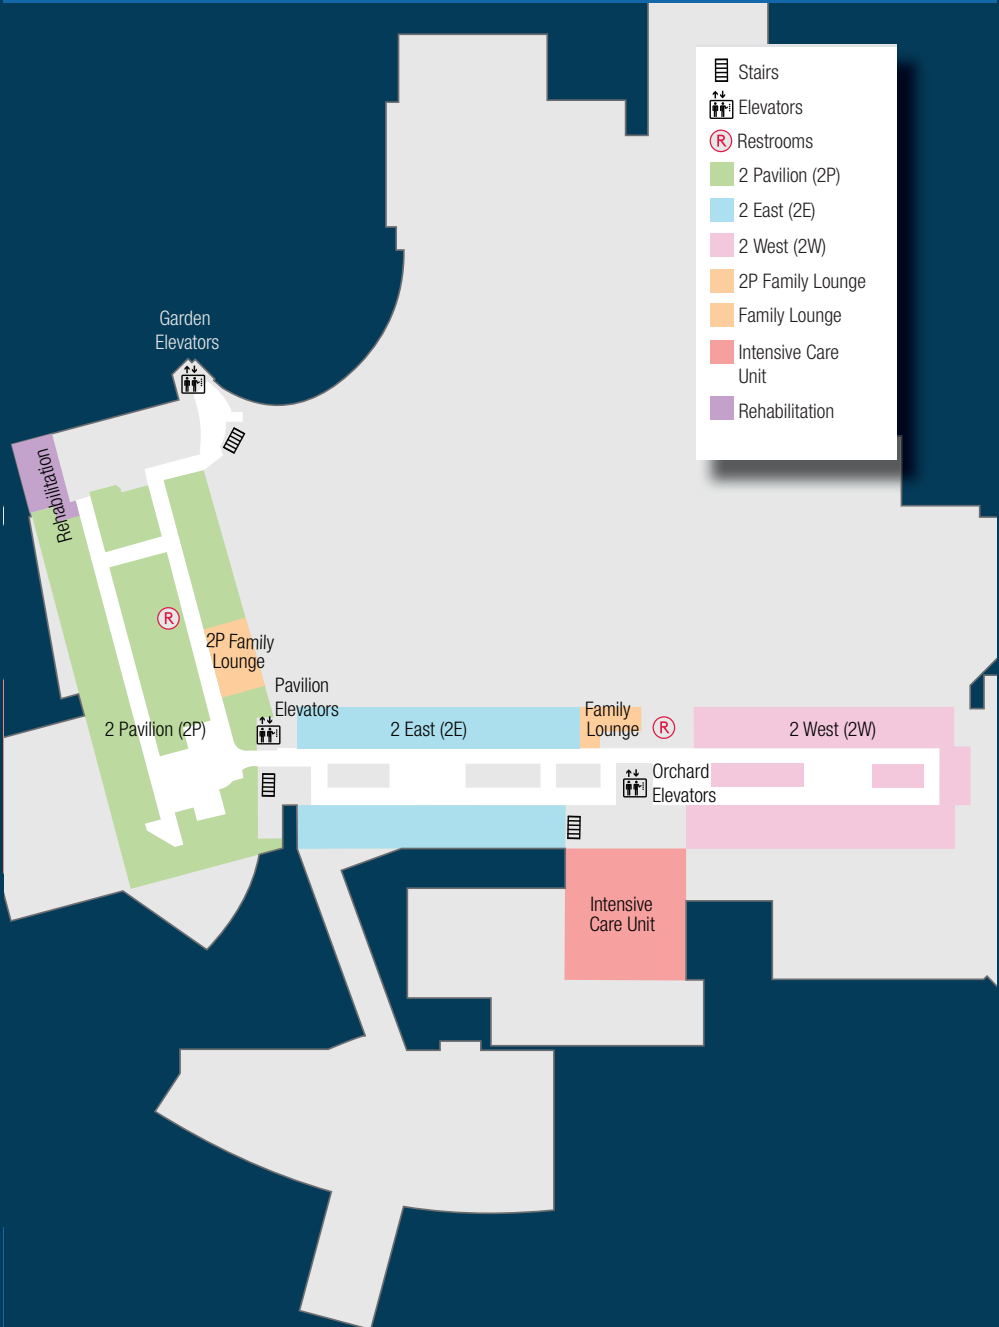 Stairs
Elevators
R Restrooms
2 Pavilion (2P)
2 East (2E)
2 West (2W)
2P Family Lounge
Family Lounge
Intensive Care
Unit
Rehabilitation
Garden
Elevators
Rehabilitation
R
2P Family
Lounge
Pavilion
Elevators
2 Pavilion (2P)
2 East (2E)
Family
Lounge
R
2 West (2W)
Orchard
Elevators
Intensive
Care Unit